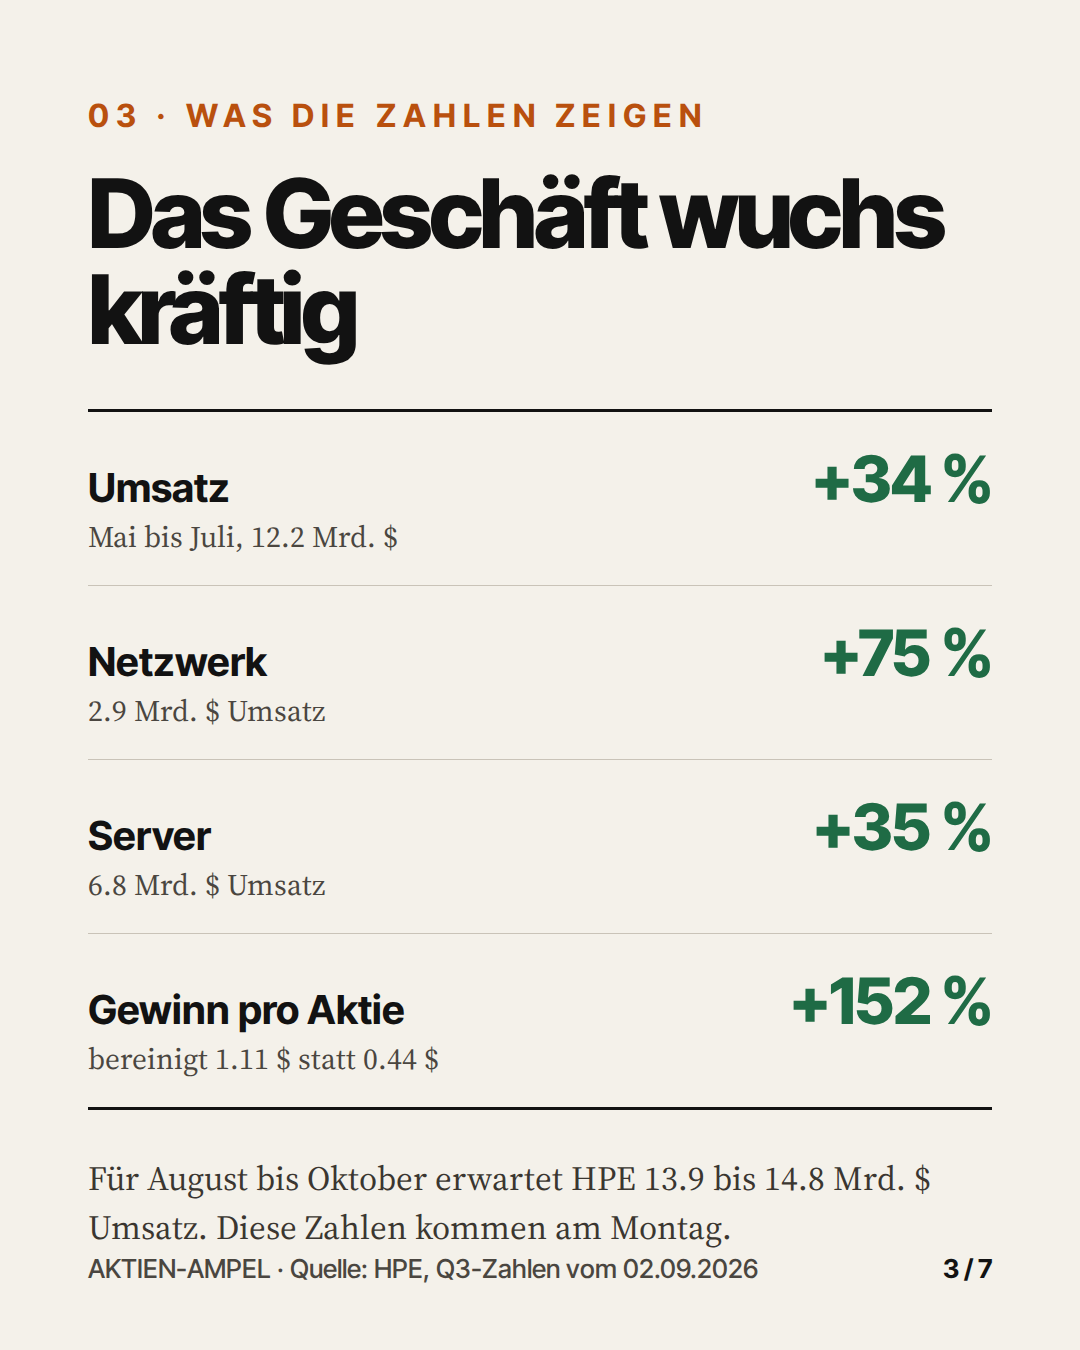 03 · WAS DIE ZAHLEN ZEIGEN
Das Geschäft wuchs
kräftig
Umsatz
+34 %
Mai bis Juli, 12.2 Mrd. $
Netzwerk
+75 %
2.9 Mrd. $ Umsatz
Server
+35 %
6.8 Mrd. $ Umsatz
Gewinn pro Aktie
+152 %
bereinigt 1.11 $ statt 0.44 $
Für August bis Oktober erwartet HPE 13.9 bis 14.8 Mrd. $
Umsatz. Diese Zahlen kommen am Montag.
AKTIEN-AMPEL · Quelle: HPE, Q3-Zahlen vom 02.09.2026
3 / 7